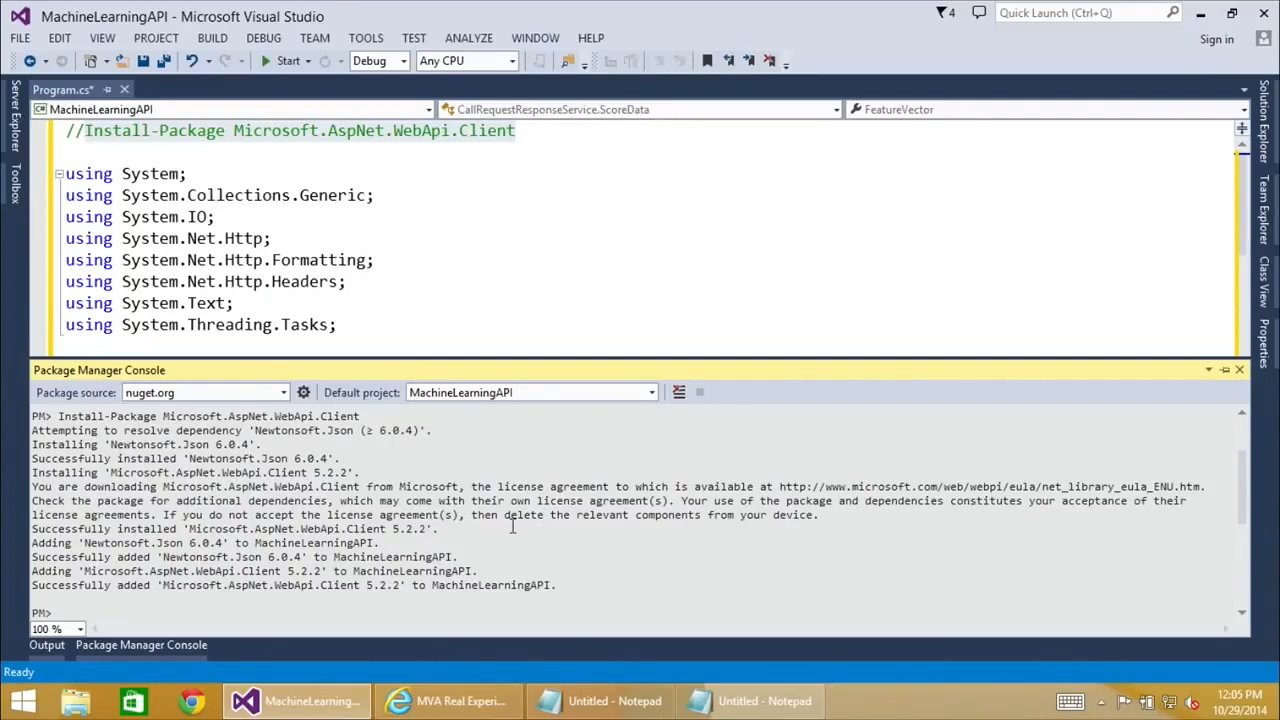 MachineLearningAPI - Microsoft Visual Studio
4
Quick Launch (Ctrl+Q)
FILE EDIT VIEW PROJECT BUILD DEBUG TEAM TOOLS TEST ANALYZE WINDOW HELP
Sign in
Start Debug Any CPU
Server Explorer
Toolbox
Program.cs*
MachineLearningAPI
CallRequestResponseService.ScoreData
FeatureVector
//Install-Package Microsoft.AspNet.WebApi.Client
using System;
using System.Collections.Generic;
using System.IO;
using System.Net.Http;
using System.Net.Http.Formatting;
using System.Net.Http.Headers;
using System.Text;
using System.Threading.Tasks;
Solution Explorer
Team Explorer
Class View
Properties
Package Manager Console
Package source: nuget.org Default project: MachineLearningAPI
PM> Install-Package Microsoft.AspNet.WebApi.Client
Attempting to resolve dependency 'Newtonsoft.Json (≥ 6.0.4)'.
Installing 'Newtonsoft.Json 6.0.4'.
Successfully installed 'Newtonsoft.Json 6.0.4'.
Installing 'Microsoft.AspNet.WebApi.Client 5.2.2'.
You are downloading Microsoft.AspNet.WebApi.Client from Microsoft, the license agreement to which is available at http://www.microsoft.com/web/webpi/eula/net_library_eula_ENU.htm.
Check the package for additional dependencies, which may come with their own license agreement(s). Your use of the package and dependencies constitutes your acceptance of their
license agreements. If you do not accept the license agreement(s), then delete the relevant components from your device.
Successfully installed 'Microsoft.AspNet.WebApi.Client 5.2.2'.
Adding 'Newtonsoft.Json 6.0.4' to MachineLearningAPI.
Successfully added 'Newtonsoft.Json 6.0.4' to MachineLearningAPI.
Adding 'Microsoft.AspNet.WebApi.Client 5.2.2' to MachineLearningAPI.
Successfully added 'Microsoft.AspNet.WebApi.Client 5.2.2' to MachineLearningAPI.
PM>
100 %
Output Package Manager Console
Ready
MachineLearning... MVA Real Experi... Untitled - Notepad Untitled - Notepad
12:05 PM
10/29/2014